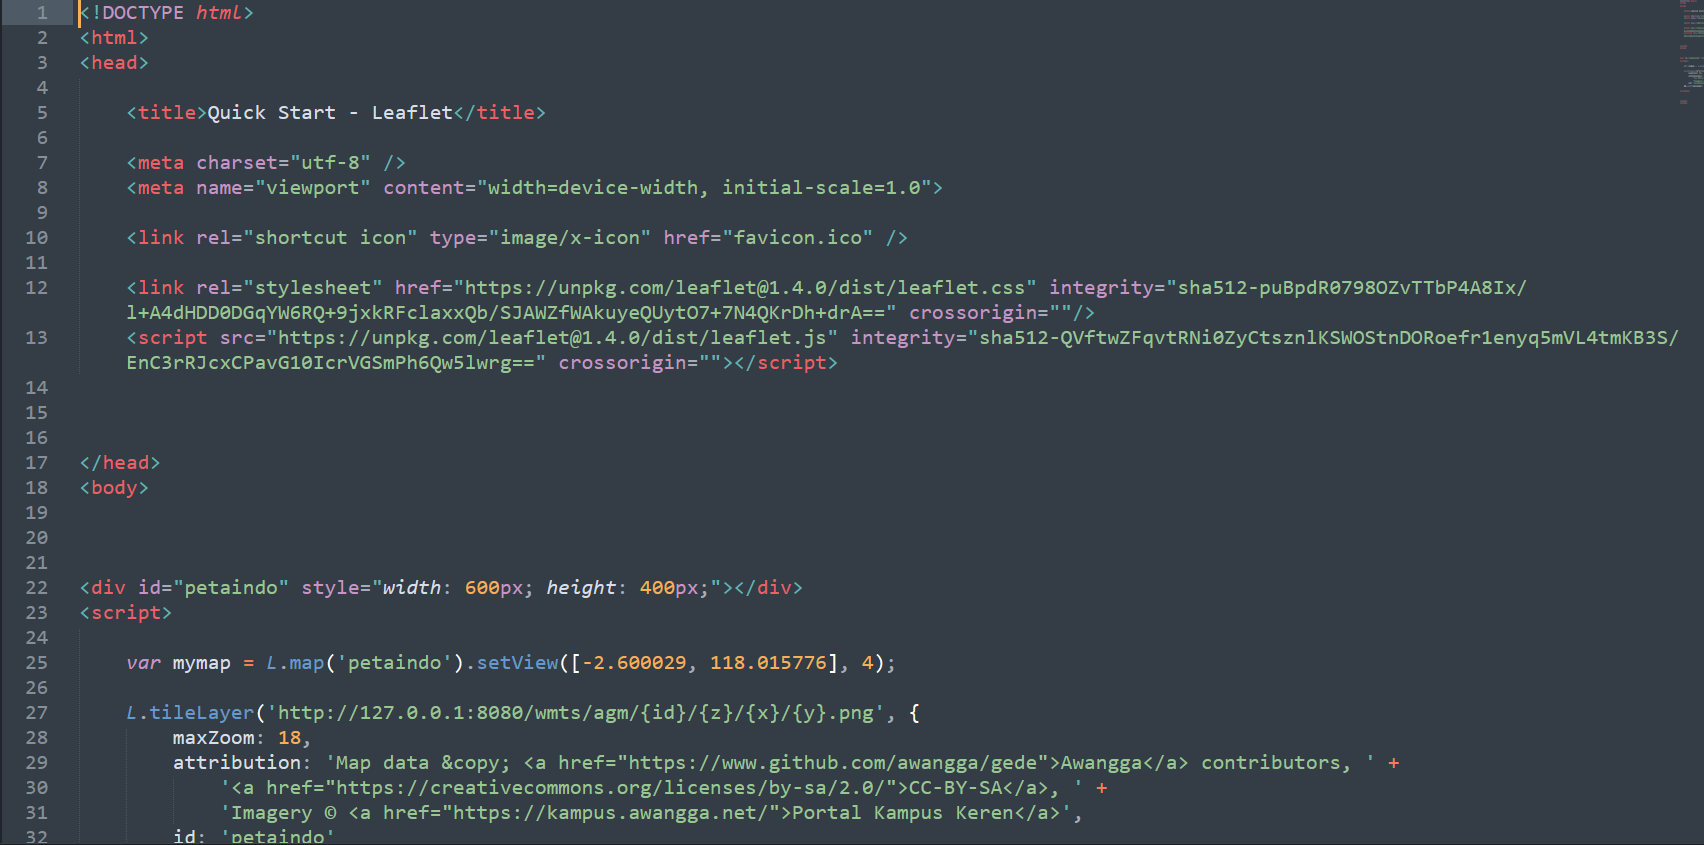 1 <!DOCTYPE html>
2 <html>
3 <head>
4
5 <title>Quick Start - Leaflet</title>
6
7 <meta charset="utf-8" />
8 <meta name="viewport" content="width=device-width, initial-scale=1.0">
9
10 <link rel="shortcut icon" type="image/x-icon" href="favicon.ico" />
11
12 <link rel="stylesheet" href="https://unpkg.com/leaflet@1.4.0/dist/leaflet.css" integrity="sha512-puBpdR0798OZvTTbP4A8Ix/
l+A4dHDD0DGqYW6RQ+9jxkRFclaxxQb/SJAWZfWAkuyeQUytO7+7N4QKrDh+drA==" crossorigin=""/>
13 <script src="https://unpkg.com/leaflet@1.4.0/dist/leaflet.js" integrity="sha512-QVftwZFqvtRNi0ZyCtsznlKSWOStnDORoefr1enyq5mVL4tmKB3S/
EnC3rRJcxCPavG10IcrVGSmPh6Qw5lwrg==" crossorigin=""></script>
14
15
16
17 </head>
18 <body>
19
20
21
22 <div id="petaindo" style="width: 600px; height: 400px;"></div>
23 <script>
24
25 var mymap = L.map('petaindo').setView([-2.600029, 118.015776], 4);
26
27 L.tileLayer('http://127.0.0.1:8080/wmts/agm/{id}/{z}/{x}/{y}.png', {
28 maxZoom: 18,
29 attribution: 'Map data &copy; <a href="https://www.github.com/awangga/gede">Awangga</a> contributors, ' +
30 '<a href="https://creativecommons.org/licenses/by-sa/2.0/">CC-BY-SA</a>, ' +
31 'Imagery © <a href="https://kampus.awangga.net/">Portal Kampus Keren</a>',
32 id: 'petaindo'